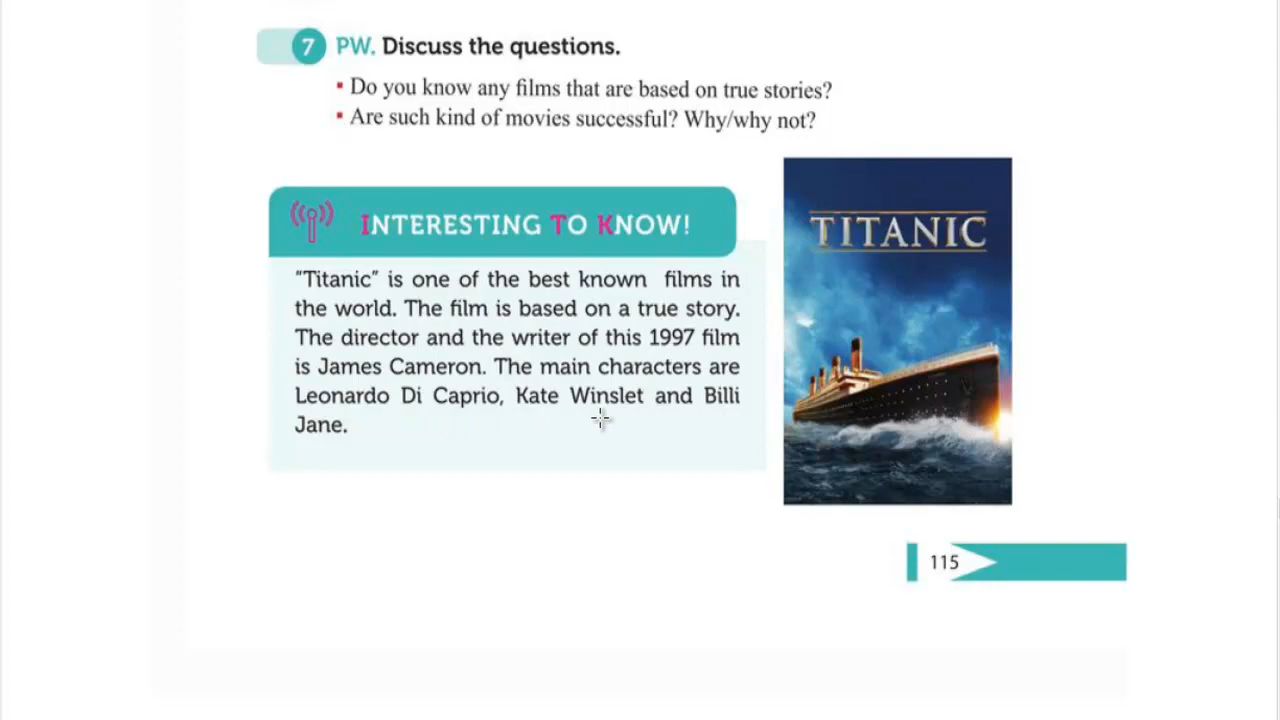 7 PW. Discuss the questions.
▪ Do you know any films that are based on true stories?
▪ Are such kind of movies successful? Why/why not?
INTERESTING TO KNOW!
TITANIC
“Titanic” is one of the best known films in
the world. The film is based on a true story.
The director and the writer of this 1997 film
is James Cameron. The main characters are
Leonardo Di Caprio, Kate Winslet and Billi
Jane.
115